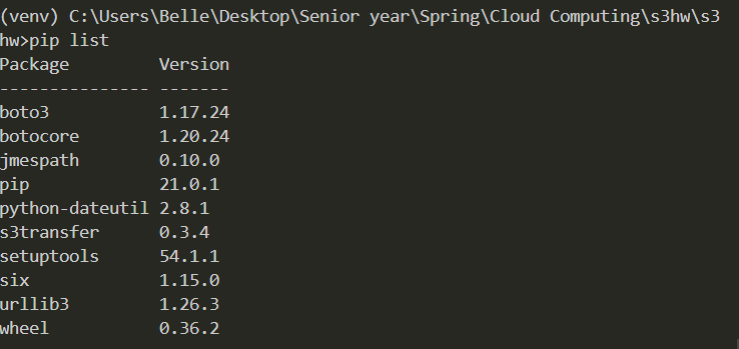 (venv) C:\Users\Belle\Desktop\Senior year\Spring\Cloud Computing\s3hw\s3
hw>pip list
Package         Version
--------------- -------
boto3           1.17.24
botocore        1.20.24
jmespath        0.10.0
pip             21.0.1
python-dateutil 2.8.1
s3transfer      0.3.4
setuptools      54.1.1
six             1.15.0
urllib3         1.26.3
wheel           0.36.2